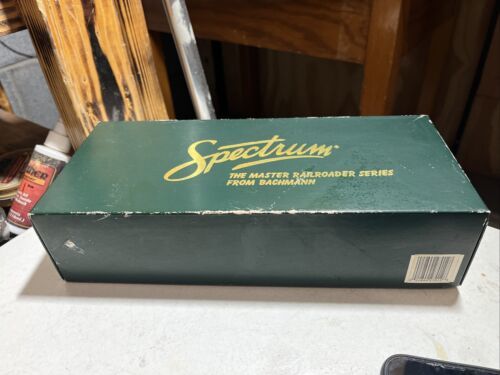 Spectrum
THE MASTER RAILROADER SERIES
FROM BACHMANN